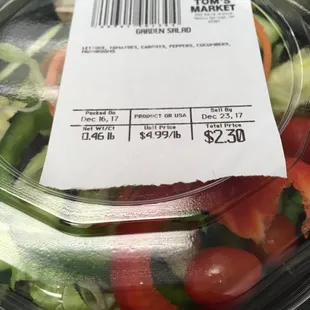 TOM'S
MARKET
GARDEN SALAD
LETTUCE, TOMATOES, CARROTS, PEPPERS, CUCUMBERS,
MUSHROOMS
Packed On PRODUCT OF USA Sell By
Dec 16, 17 Dec 23, 17
Net Wt/Ct Unit Price Total Price
0.46 lb $4.99/lb $2.30